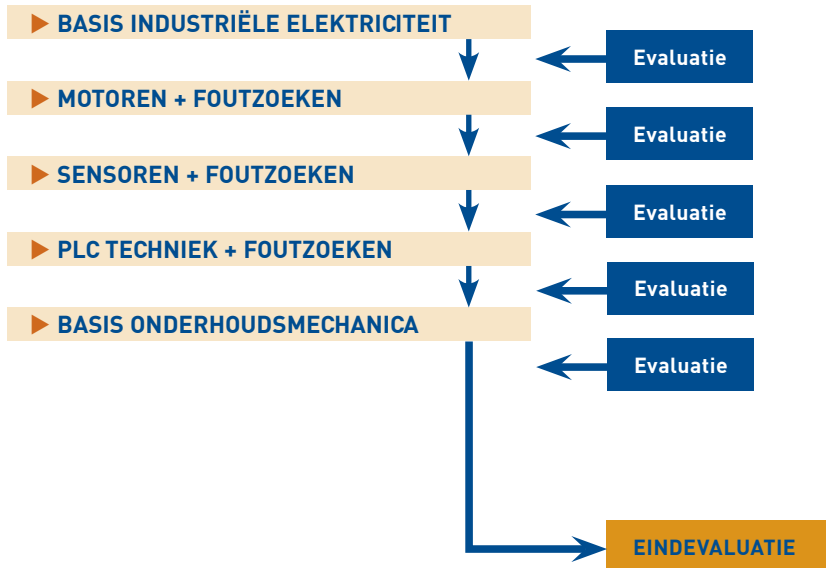 BASIS INDUSTRIËLE ELEKTRICITEIT
Evaluatie
MOTOREN + FOUTZOEKEN
Evaluatie
SENSOREN + FOUTZOEKEN
Evaluatie
PLC TECHNIEK + FOUTZOEKEN
Evaluatie
BASIS ONDERHOUDSMECHANICA
Evaluatie
EINDEVALUATIE